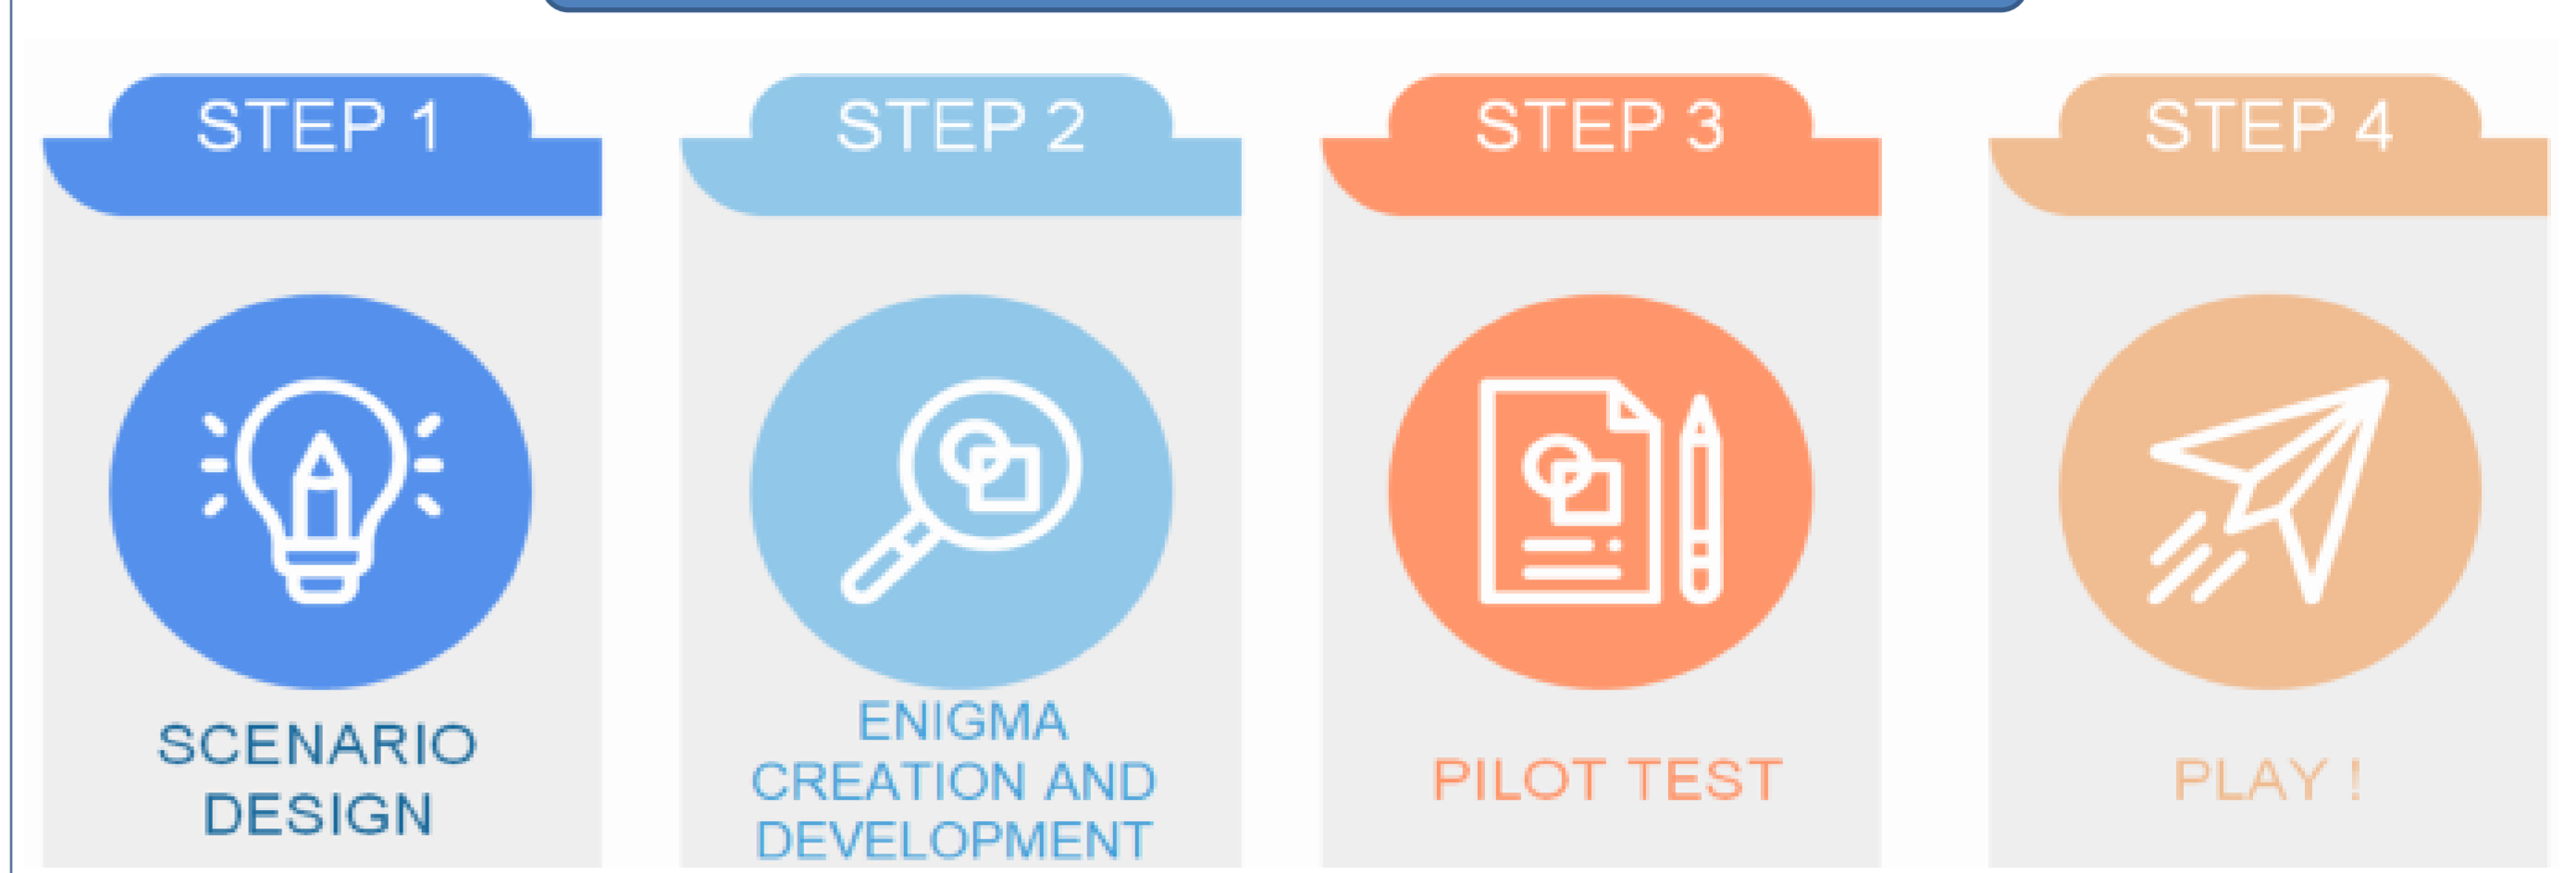 STEP 1
SCENARIO
DESIGN
STEP 2
ENIGMA
CREATION AND
DEVELOPMENT
STEP 3
PILOT TEST
STEP 4
PLAY !